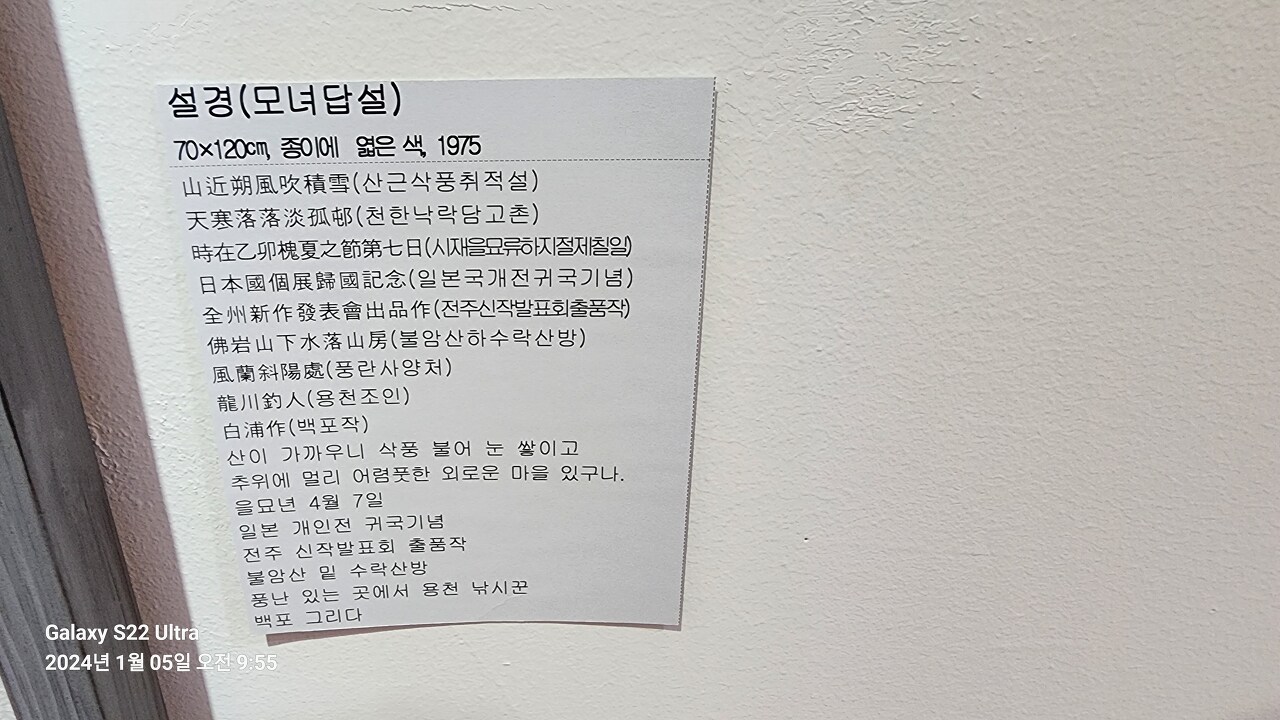 설경(모녀답설)
70×120㎝, 종이에 엷은 색, 1975
山近朔風吹積雪(산근삭풍취적설)
天寒落落淡孤邨(천한낙락담고촌)
時在乙卯槐夏之節第七日(시재을묘류하지절제칠일)
日本國個展歸國記念(일본국개전귀국기념)
全州新作發表會出品作(전주신작발표회출품작)
佛岩山下水落山房(불암산하수락산방)
風蘭斜陽處(풍란사양처)
龍川釣人(용천조인)
白浦作(백포작)
산이 가까우니 삭풍 불어 눈 쌓이고
추위에 멀리 어렴풋한 외로운 마을 있구나.
을묘년 4월 7일
일본 개인전 귀국기념
전주 신작발표회 출품작
불암산 밑 수락산방
풍난 있는 곳에서 용천 낚시꾼
백포 그리다
Galaxy S22 Ultra
2024년 1월 05일 오전 9:55